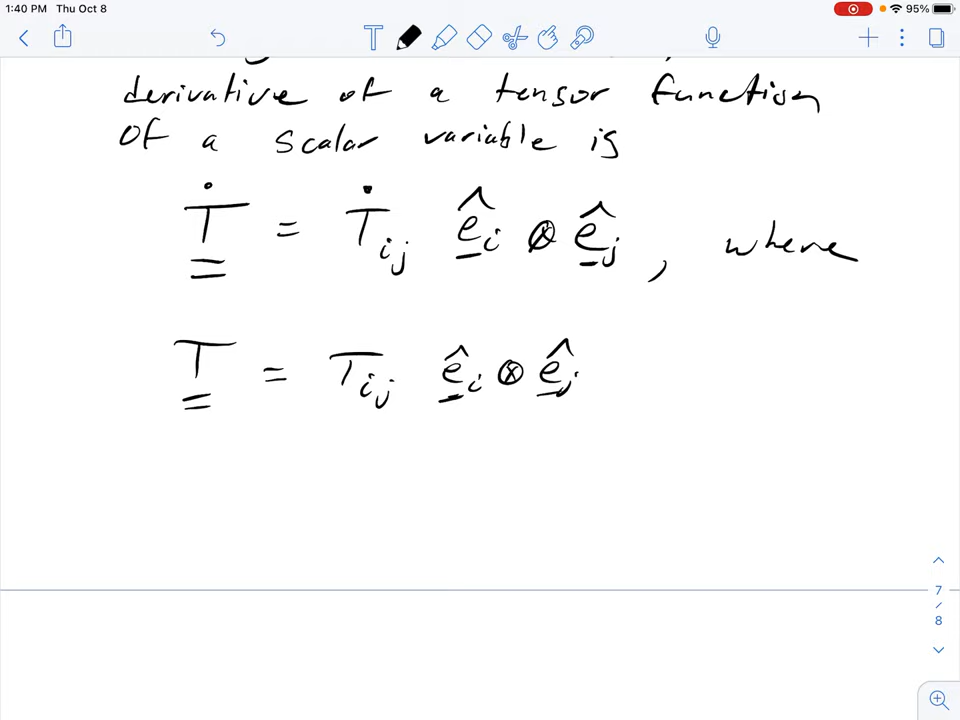 1:40 PM Thu Oct 8
95%
derivative of a tensor function
of a scalar variable is
Ṫ = Ṫij êi ⊗ êj , where
T = Tij êi ⊗ êj
7
/
8